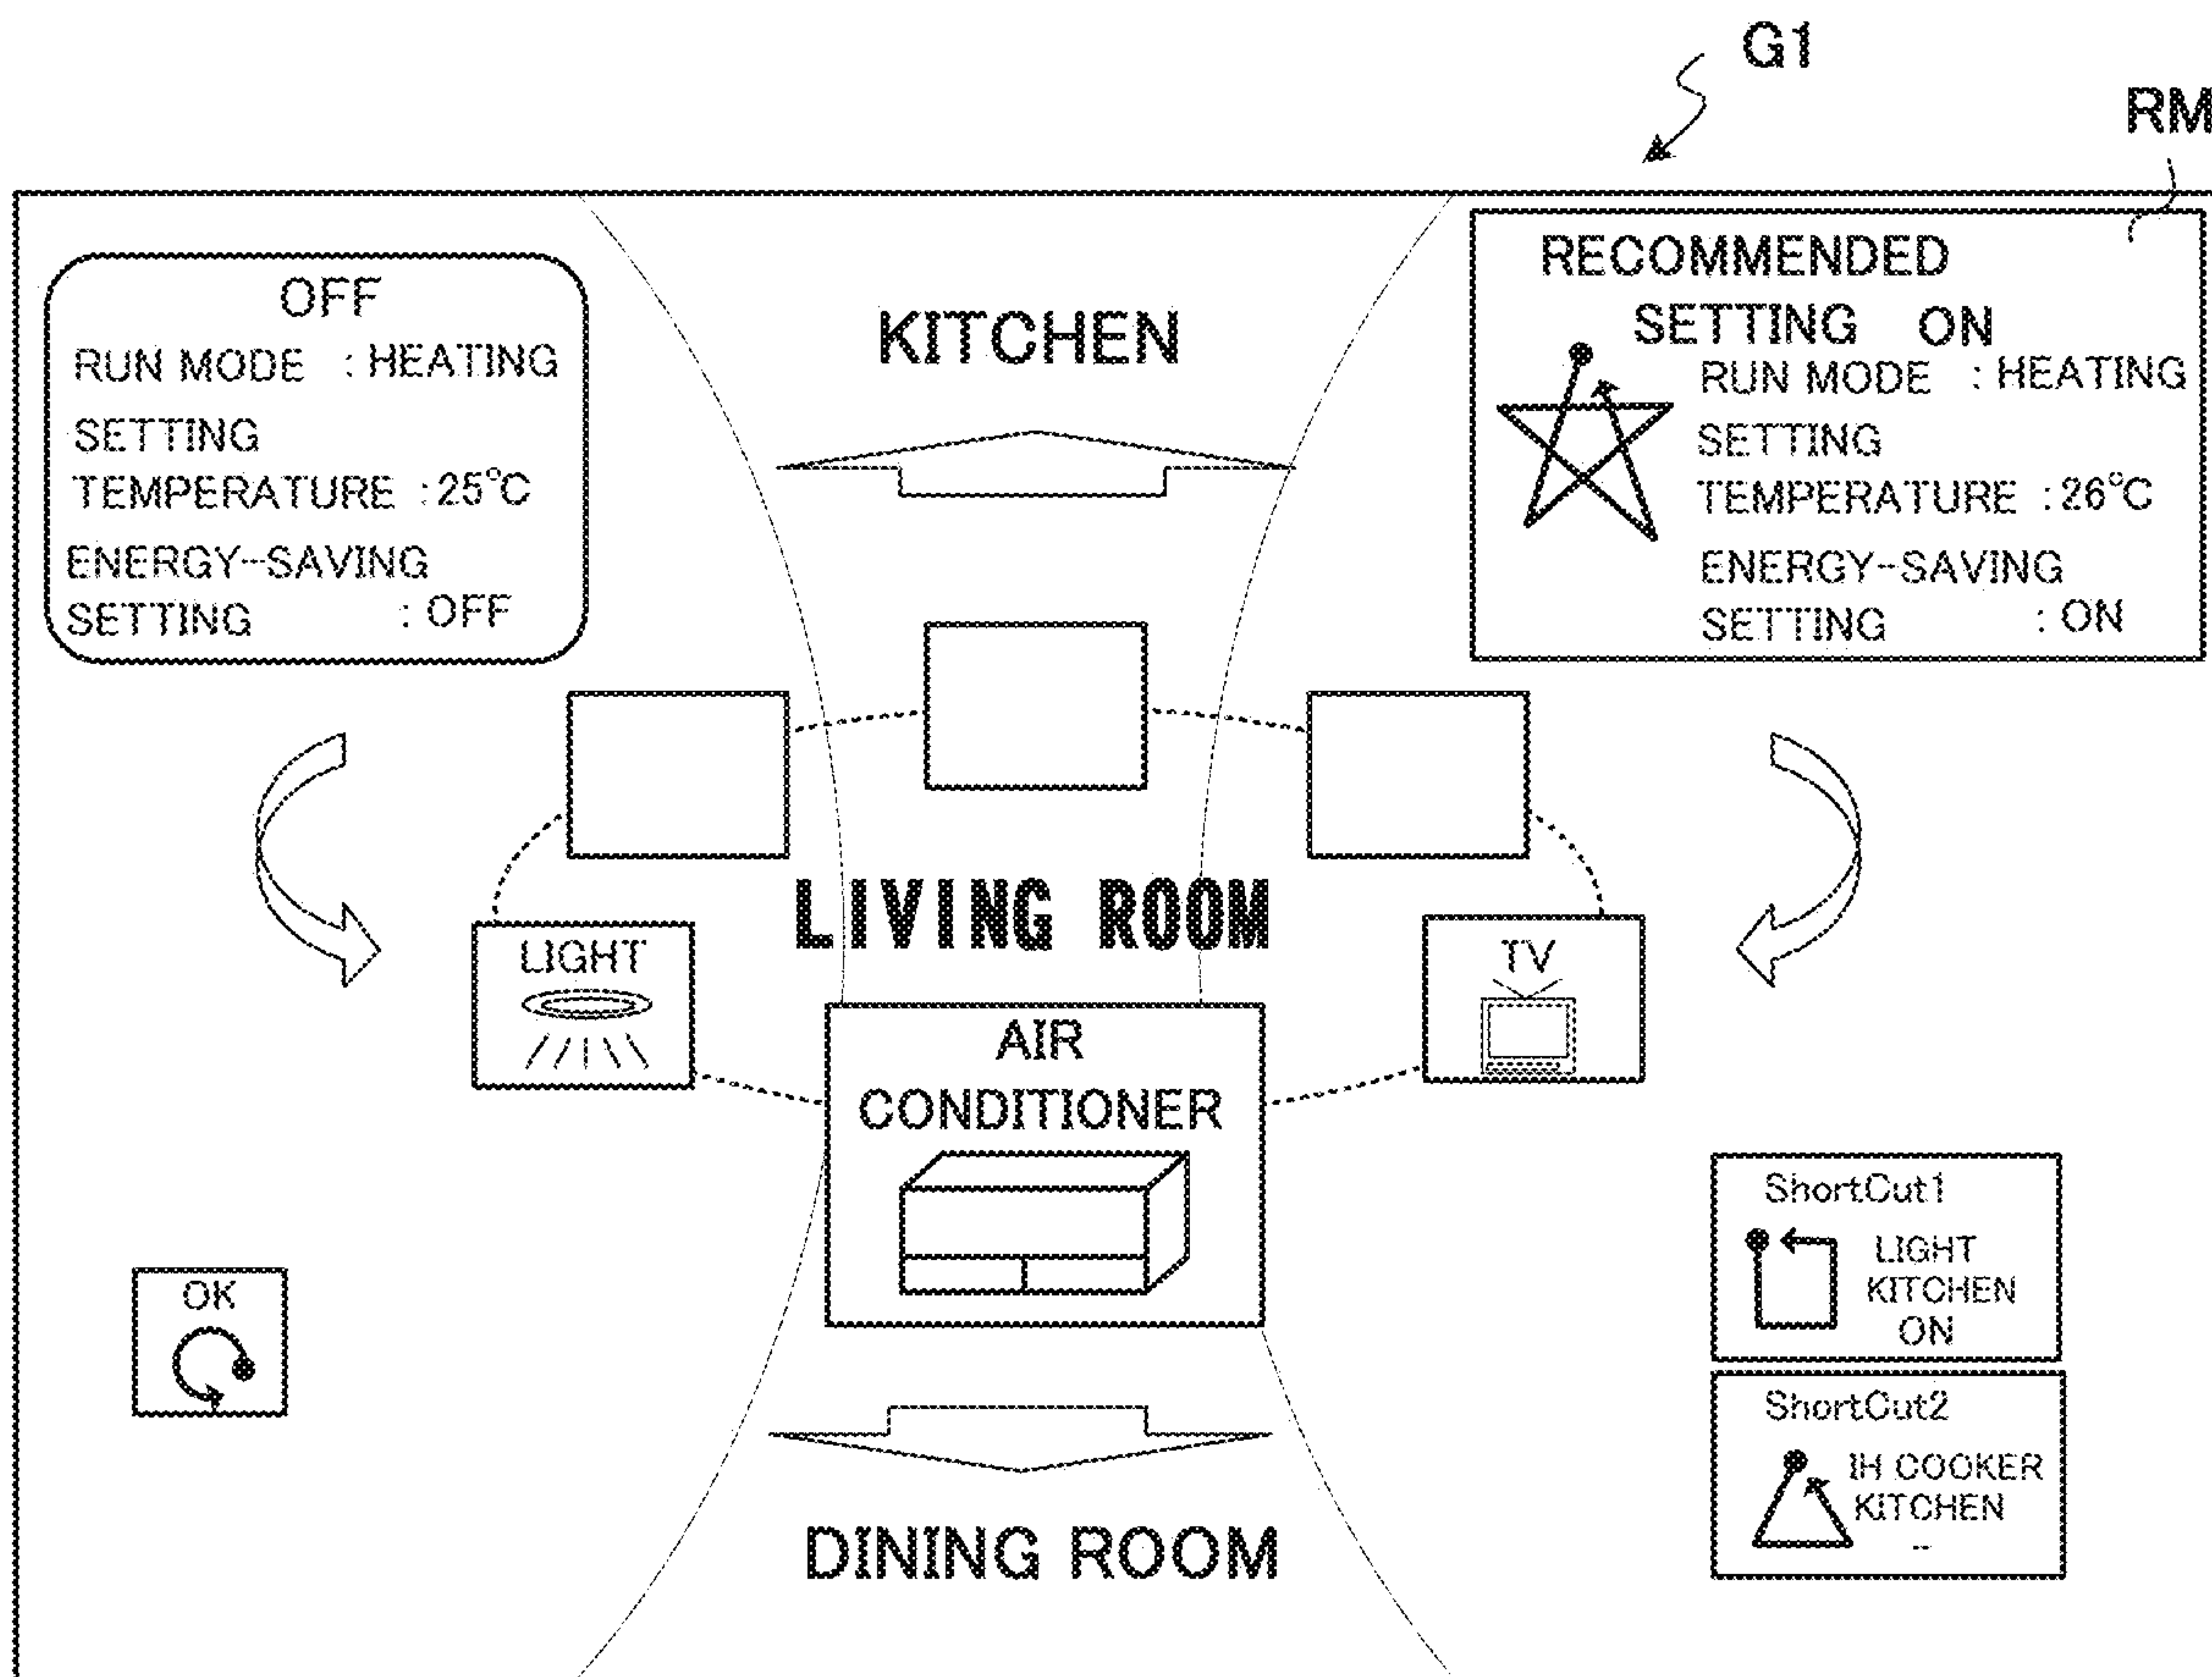 G1
RM
OFF
RUN MODE : HEATING
SETTING
TEMPERATURE : 25°C
ENERGY-SAVING
SETTING : OFF
KITCHEN
RECOMMENDED
SETTING ON
RUN MODE : HEATING
SETTING
TEMPERATURE : 26°C
ENERGY-SAVING
SETTING : ON
LIVING ROOM
LIGHT
TV
AIR
CONDITIONER
OK
ShortCut1
LIGHT
KITCHEN
ON
ShortCut2
IH COOKER
KITCHEN
--
DINING ROOM